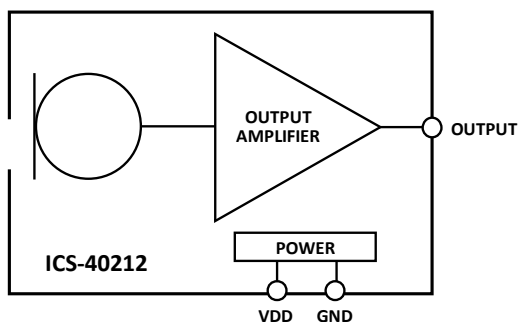 OUTPUT
AMPLIFIER
OUTPUT
POWER
ICS-40212
VDD GND